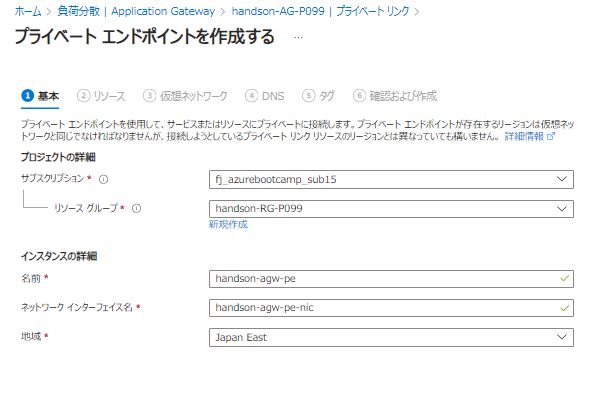 ホーム > 負荷分散 | Application Gateway > handson-AG-P099 | プライベート リンク >
プライベート エンドポイントを作成する ...
1 基本 2 リソース 3 仮想ネットワーク 4 DNS 5 タグ 6 確認および作成
プライベート エンドポイントを使用して、サービスまたはリソースにプライベートに接続します。プライベート エンドポイントが存在するリージョンは仮想ネッ
トワークと同じでなければなりませんが、接続しようとしているプライベート リンク リソースのリージョンとは異なっていても構いません。 詳細情報
プロジェクトの詳細
サブスクリプション * fj_azurebootcamp_sub15
リソース グループ * handson-RG-P099
新規作成
インスタンスの詳細
名前 * handson-agw-pe
ネットワーク インターフェイス名 * handson-agw-pe-nic
地域 * Japan East